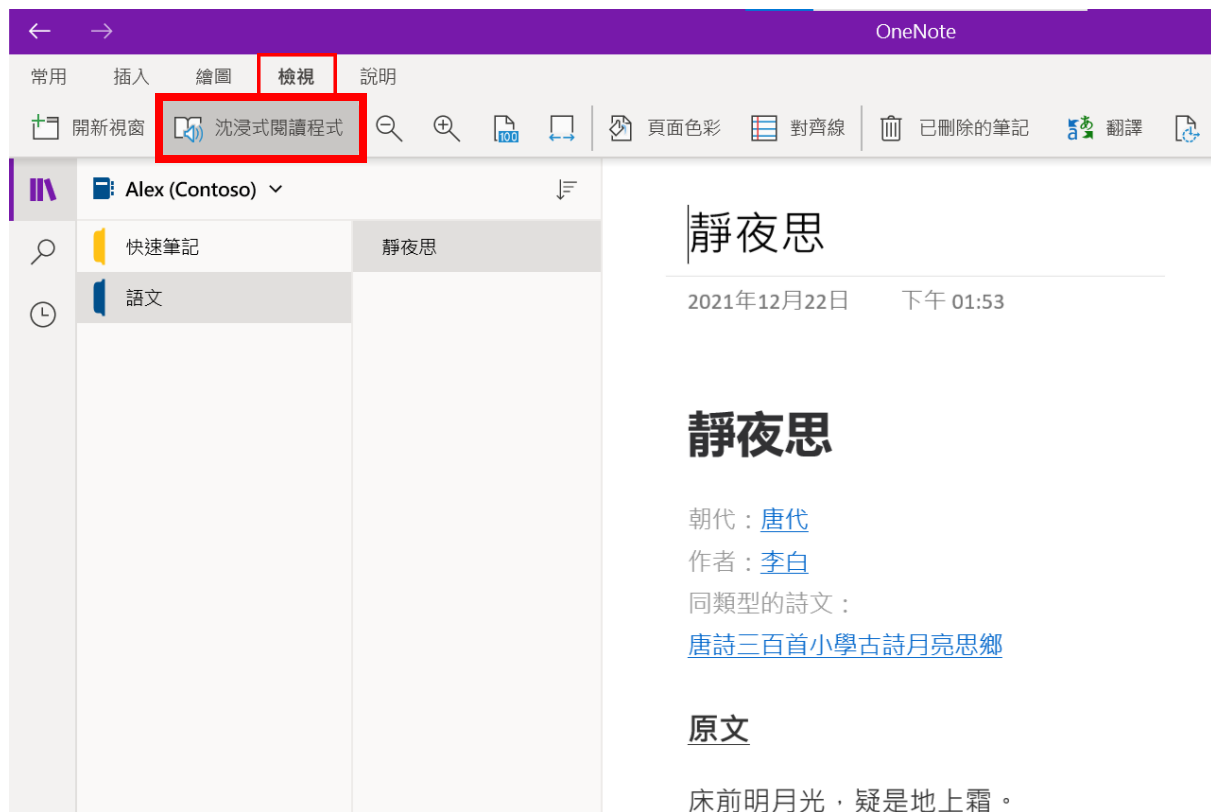 OneNote
常用 插入 繪圖 檢視 說明
開新視窗 沈浸式閱讀程式 100 頁面色彩 對齊線 已刪除的筆記 aあ 翻譯
Alex (Contoso)
快速筆記 靜夜思
語文
靜夜思
2021年12月22日 下午 01:53
靜夜思
朝代：唐代
作者：李白
同類型的詩文：
唐詩三百首小學古詩月亮思鄉
原文
床前明月光，疑是地上霜。